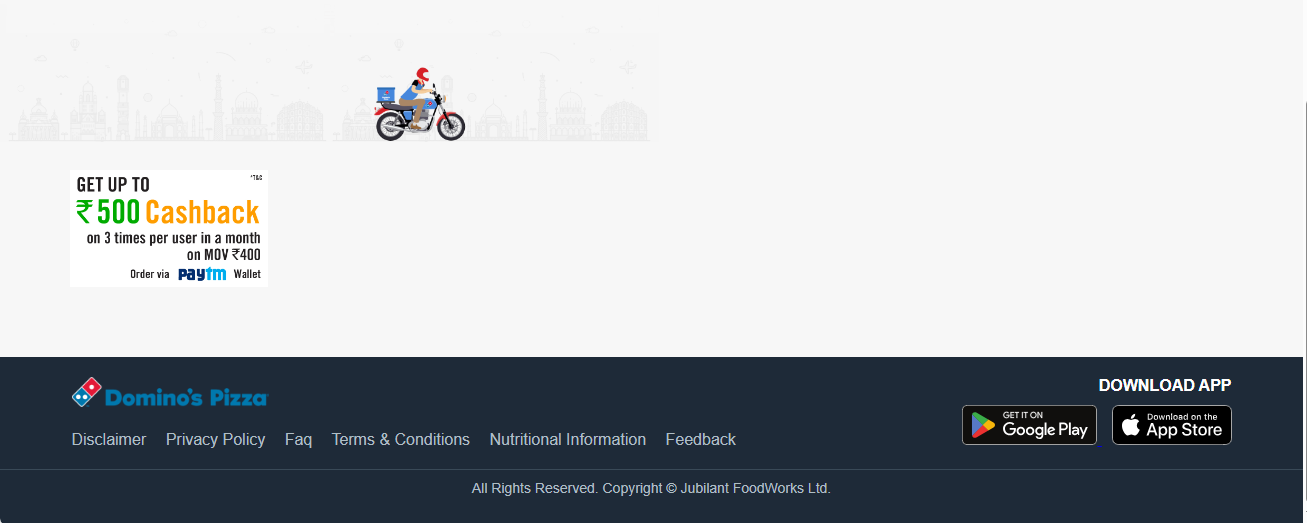 GET UP TO
*T&C
₹500 Cashback
on 3 times per user in a month
on MOV ₹400
Order via paytm Wallet
Domino's Pizza
DOWNLOAD APP
GET IT ON
Google Play
Download on the
App Store
Disclaimer Privacy Policy Faq Terms & Conditions Nutritional Information Feedback
All Rights Reserved. Copyright © Jubilant FoodWorks Ltd.